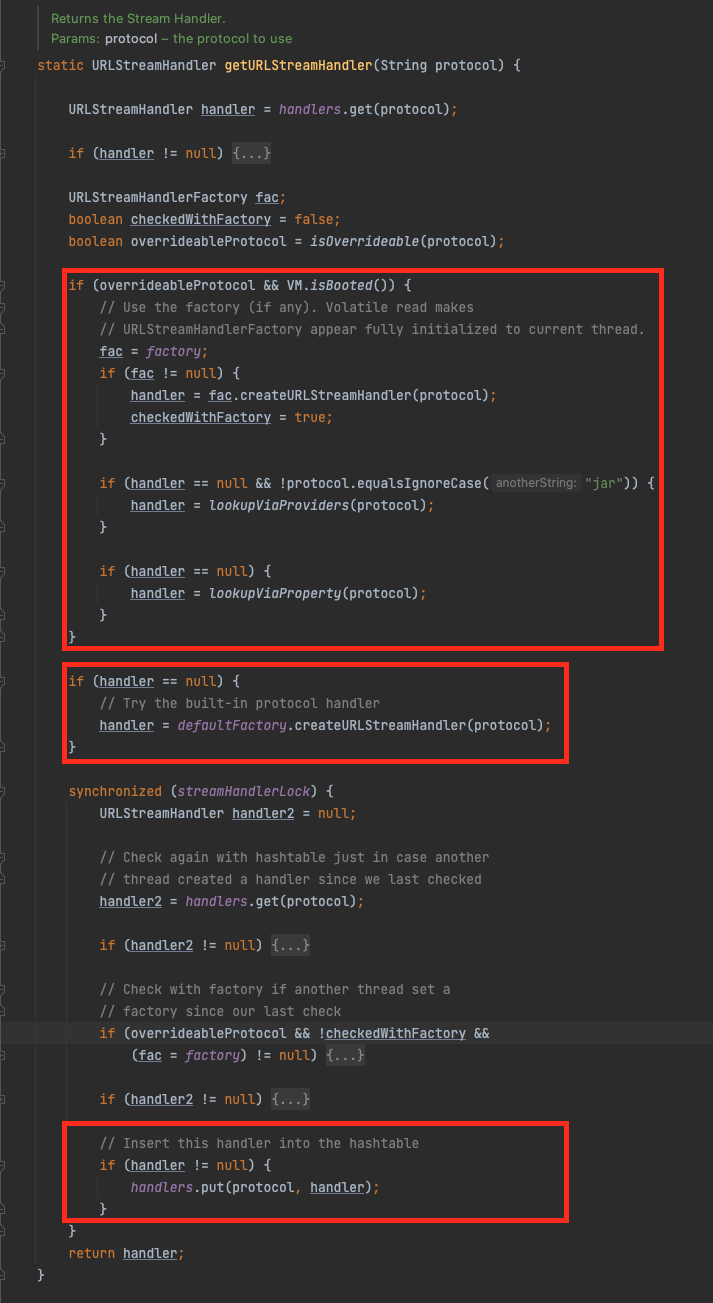 Returns the Stream Handler.
Params: protocol – the protocol to use
static URLStreamHandler getURLStreamHandler(String protocol) {
URLStreamHandler handler = handlers.get(protocol);
if (handler != null) {...}
URLStreamHandlerFactory fac;
boolean checkedWithFactory = false;
boolean overrideableProtocol = isOverrideable(protocol);
if (overrideableProtocol && VM.isBooted()) {
// Use the factory (if any). Volatile read makes
// URLStreamHandlerFactory appear fully initialized to current thread.
fac = factory;
if (fac != null) {
handler = fac.createURLStreamHandler(protocol);
checkedWithFactory = true;
}
if (handler == null && !protocol.equalsIgnoreCase( anotherString: "jar")) {
handler = lookupViaProviders(protocol);
}
if (handler == null) {
handler = lookupViaProperty(protocol);
}
}
if (handler == null) {
// Try the built-in protocol handler
handler = defaultFactory.createURLStreamHandler(protocol);
}
synchronized (streamHandlerLock) {
URLStreamHandler handler2 = null;
// Check again with hashtable just in case another
// thread created a handler since we last checked
handler2 = handlers.get(protocol);
if (handler2 != null) {...}
// Check with factory if another thread set a
// factory since our last check
if (overrideableProtocol && !checkedWithFactory &&
(fac = factory) != null) {...}
if (handler2 != null) {...}
// Insert this handler into the hashtable
if (handler != null) {
handlers.put(protocol, handler);
}
}
return handler;
}